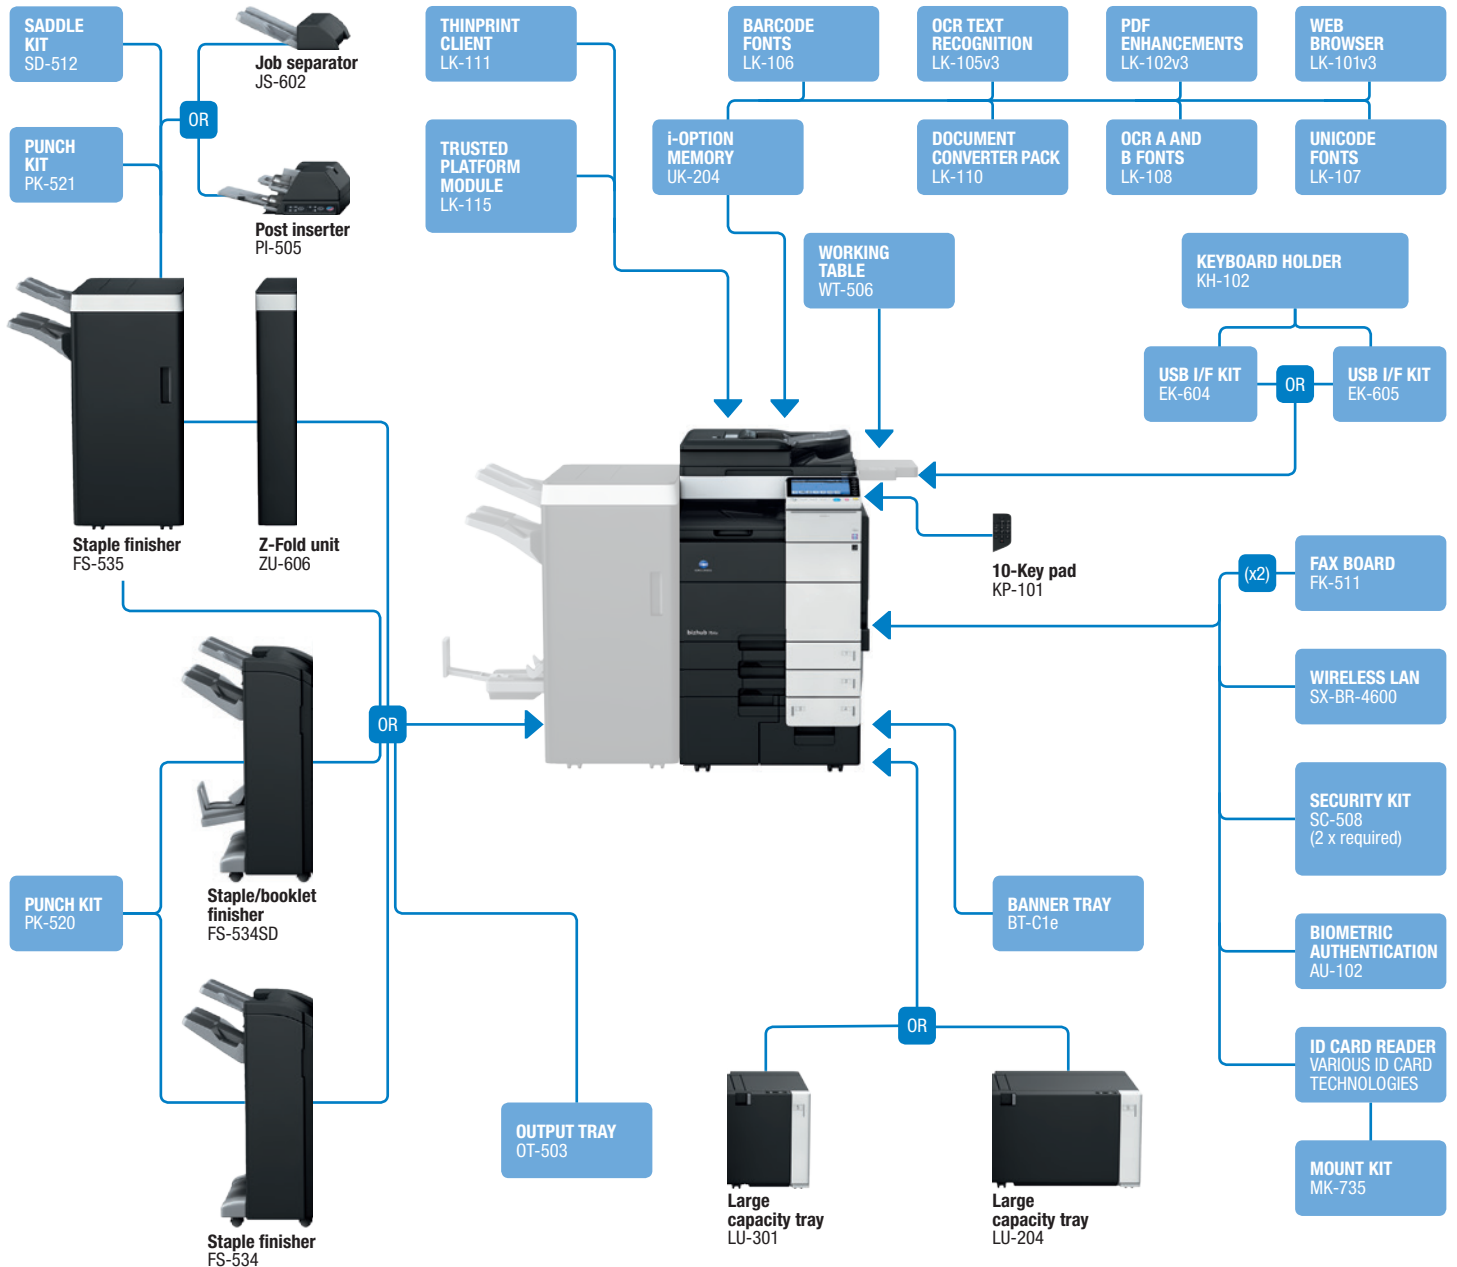 SADDLE
KIT
SD-512
Job separator
JS-602
OR
PUNCH
KIT
PK-521
Post inserter
PI-505
THINPRINT
CLIENT
LK-111
TRUSTED
PLATFORM
MODULE
LK-115
BARCODE
FONTS
LK-106
OCR TEXT
RECOGNITION
LK-105v3
PDF
ENHANCEMENTS
LK-102v3
WEB
BROWSER
LK-101v3
i-OPTION
MEMORY
UK-204
DOCUMENT
CONVERTER PACK
LK-110
OCR A AND
B FONTS
LK-108
UNICODE
FONTS
LK-107
WORKING
TABLE
WT-506
KEYBOARD HOLDER
KH-102
USB I/F KIT
EK-604
OR
USB I/F KIT
EK-605
Staple finisher
FS-535
Z-Fold unit
ZU-606
10-Key pad
KP-101
(x2)
FAX BOARD
FK-511
bizhub
WIRELESS LAN
SX-BR-4600
OR
SECURITY KIT
SC-508
(2 x required)
PUNCH KIT
PK-520
Staple/booklet
finisher
FS-534SD
BANNER TRAY
BT-C1e
BIOMETRIC
AUTHENTICATION
AU-102
OR
ID CARD READER
VARIOUS ID CARD
TECHNOLOGIES
OUTPUT TRAY
OT-503
MOUNT KIT
MK-735
Large
capacity tray
LU-301
Large
capacity tray
LU-204
Staple finisher
FS-534